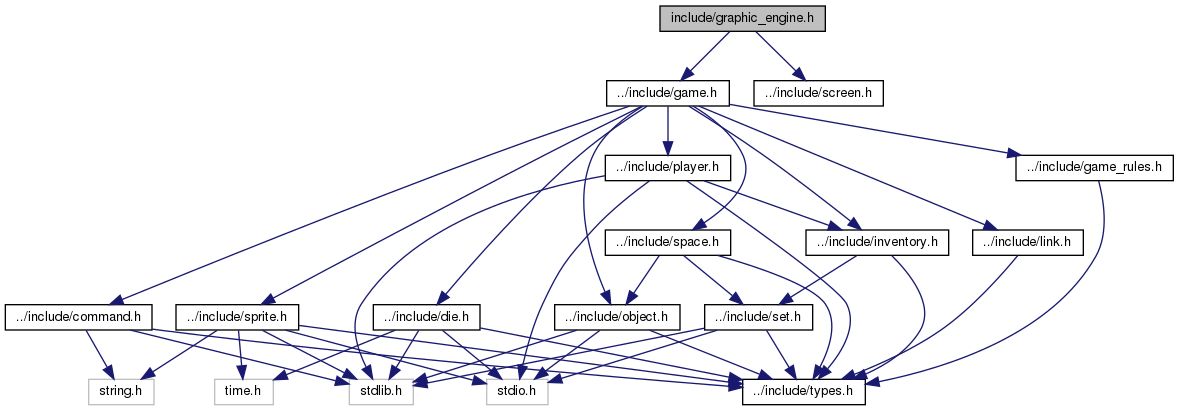 include/graphic_engine.h
../include/game.h
../include/screen.h
../include/player.h
../include/game_rules.h
../include/space.h
../include/inventory.h
../include/link.h
../include/command.h
../include/sprite.h
../include/die.h
../include/object.h
../include/set.h
string.h
time.h
stdlib.h
stdio.h
../include/types.h